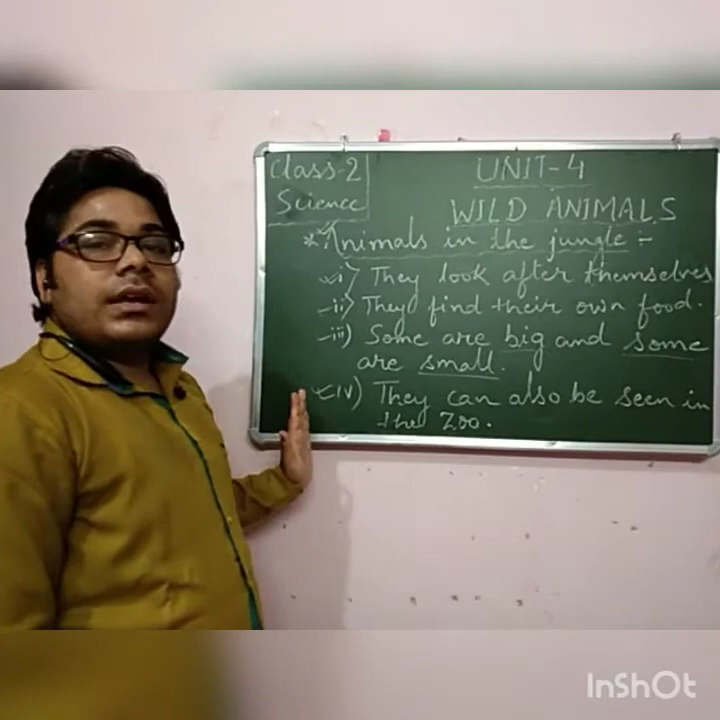 Class-2
Science
UNIT-4
WILD ANIMALS
* Animals in the jungle :-
i) They look after themselves
ii) They find their own food.
iii) Some are big and some
are small.
iv) They can also be seen in
the Zoo.
InShOt